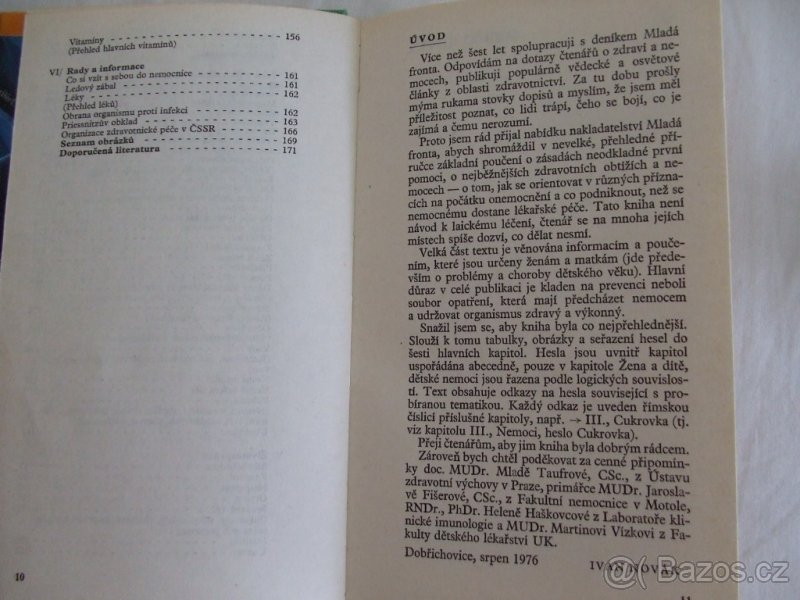 Vitamíny - - - - - - - - - - - - - - - 156
(Přehled hlavních vitamínů)
VI/ Rady a informace
Co si vzít s sebou do nemocnice - - - - - - 161
Ledový zábal - - - - - - - - - - - - - - 161
Léky - - - - - - - - - - - - - - - - - 162
(Přehled léků)
Obrana organismu proti infekci - - - - - - 162
Priessnitzův obklad - - - - - - - - - - - 165
Organizace zdravotnické péče v ČSSR - - - - 166
Seznam obrázků - - - - - - - - - - - - 169
Doporučená literatura - - - - - - - - - - 171
10
ÚVOD
Více než šest let spolupracuji s deníkem Mladá
fronta. Odpovídám na dotazy čtenářů o zdraví a ne-
mocech, publikuji populárně vědecké a osvětové
články z oblasti zdravotnictví. Za tu dobu prošly
mýma rukama stovky dopisů a myslím, že jsem měl
příležitost poznat, co lidi trápí, čeho se bojí, co je
zajímá a čemu nerozumí.
Proto jsem rád přijal nabídku nakladatelství Mladá
fronta, abych shromáždil v nevelké, přehledné pří-
ručce základní poučení o zásadách neodkladné první
pomoci, o nejběžnějších zdravotních obtížích a ne-
mocech — o tom, jak se orientovat v různých přízna-
cích na počátku onemocnění a co podniknout, než se
nemocnému dostane lékařské péče. Tato kniha není
návod k laickému léčení, čtenář se na mnoha jejích
místech spíše dozví, co dělat nesmí.
Velká část textu je věnována informacím a pouče-
ním, které jsou určeny ženám a matkám (jde přede-
vším o problémy a choroby dětského věku). Hlavní
důraz v celé publikaci je kladen na prevenci neboli
soubor opatření, která mají předcházet nemocem
a udržovat organismus zdravý a výkonný.
Snažil jsem se, aby kniha byla co nejpřehlednější.
Slouží k tomu tabulky, obrázky a seřazení hesel do
šesti hlavních kapitol. Hesla jsou uvnitř kapitol
uspořádána abecedně, pouze v kapitole Žena a dítě,
dětské nemoci jsou řazena podle logických souvislos-
tí. Text obsahuje odkazy na hesla související s pro-
bíranou tematikou. Každý odkaz je uveden římskou
číslicí příslušné kapitoly, např. → III., Cukrovka (tj.
viz kapitolu III., Nemoci, heslo Cukrovka).
Přeji čtenářům, aby jim kniha byla dobrým rádcem.
Zároveň bych chtěl poděkovat za cenné připomín-
ky doc. MUDr. Mladě Taufrové, CSc., z Ústavu
zdravotní výchovy v Praze, primářce MUDr. Jarosla-
vě Fišerové, CSc., z Fakultní nemocnice v Motole,
RNDr., PhDr. Heleně Haškovcové z Laboratoře kli-
nické imunologie a MUDr. Martinovi Vízkovi z Fa-
kulty dětského lékařství UK.
Dobřichovice, srpen 1976
IVAN NOVÁK
11
Bazos.cz